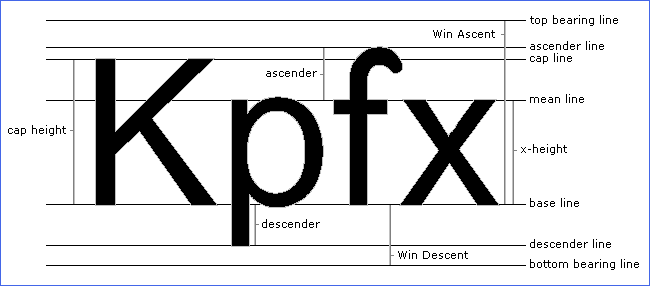 top bearing line
Win Ascent
ascender line
cap line
ascender
mean line
Kpfx
cap height
x-height
base line
descender
descender line
Win Descent
bottom bearing line